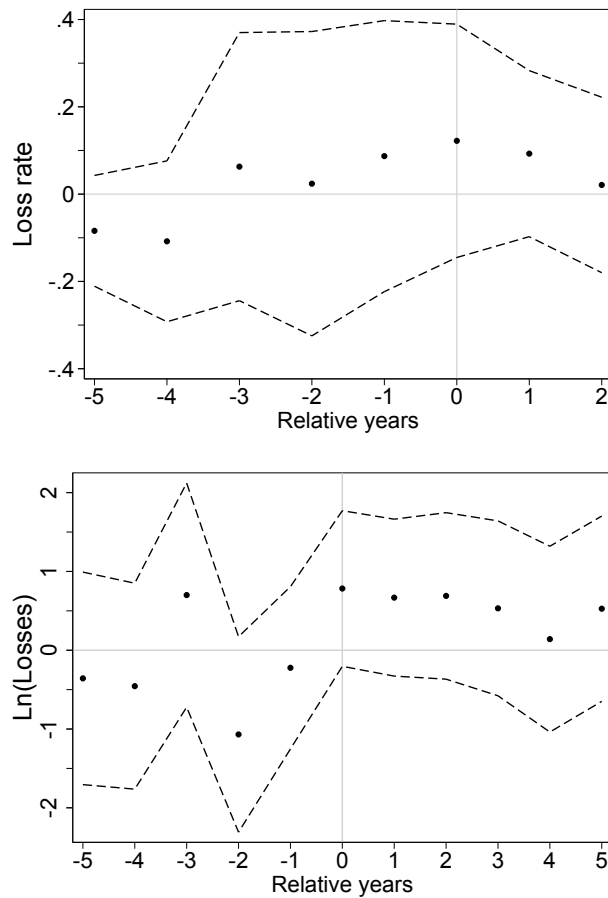 Loss rate
.4
.2
0
-.2
-.4
-5 -4 -3 -2 -1 0 1 2
Relative years
Ln(Losses)
2
1
0
-1
-2
-5 -4 -3 -2 -1 0 1 2 3 4 5
Relative years